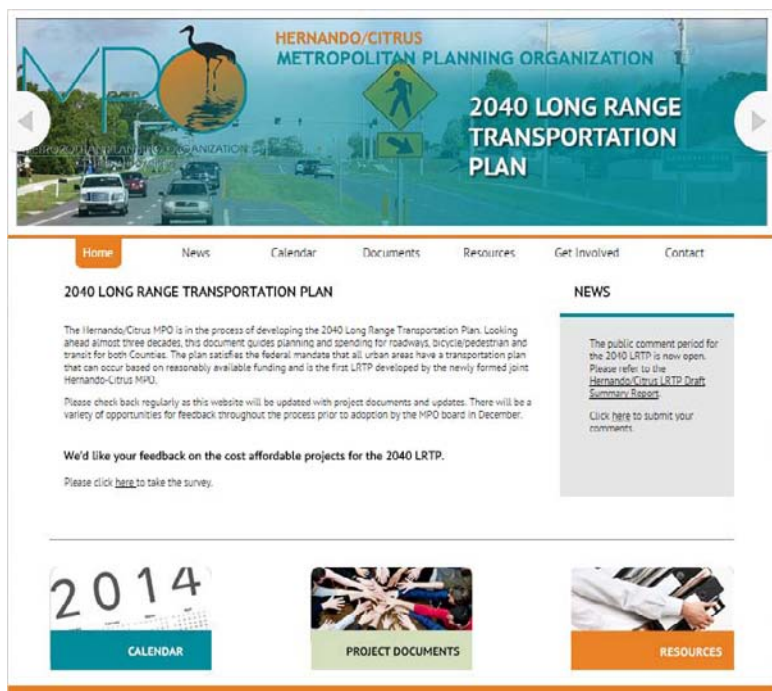 MPO
HERNANDO/CITRUS
METROPOLITAN PLANNING ORGANIZATION
METROPOLITAN PLANNING ORGANIZATION
2040 LONG RANGE
TRANSPORTATION
PLAN
Home News Calendar Documents Resources Get Involved Contact
2040 LONG RANGE TRANSPORTATION PLAN
The Hernando/Citrus MPO is in the process of developing the 2040 Long Range Transportation Plan. Looking
ahead almost three decades, this document guides planning and spending for roadways, bicycle/pedestrian and
transit for both Counties. The plan satisfies the federal mandate that all urban areas have a transportation plan
that can occur based on reasonably available funding and is the first LRTP developed by the newly formed joint
Hernando-Citrus MPO.
Please check back regularly as this website will be updated with project documents and updates. There will be a
variety of opportunities for feedback throughout the process prior to adoption by the MPO board in December.
We'd like your feedback on the cost affordable projects for the 2040 LRTP.
Please click here to take the survey.
NEWS
The public comment period for
the 2040 LRTP is now open.
Please refer to the
Hernando/Citrus LRTP Draft
Summary Report.
Click here to submit your
comments.
2014
CALENDAR
PROJECT DOCUMENTS
RESOURCES